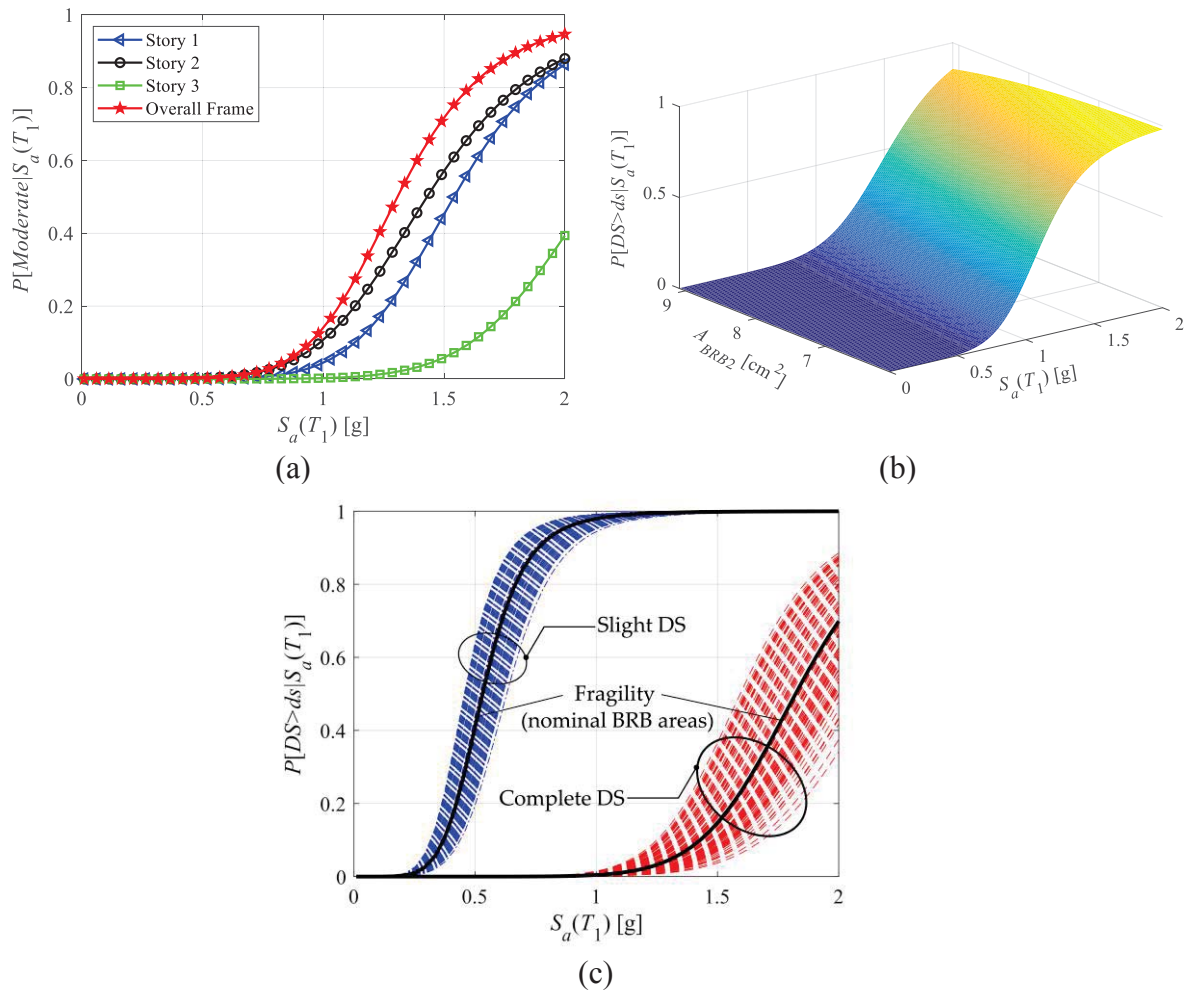 1
0.8
0.6
0.4
0.2
0
P[Moderate|S_a(T_1)]
Story 1
Story 2
Story 3
Overall Frame
0 0.5 1 1.5 2
S_a(T_1) [g]
(a)
1
0.5
0
P[DS>ds|S_a(T_1)]
9
8
7
A_BRB2 [cm^2]
0
0.5
1
1.5
2
S_a(T_1) [g]
(b)
1
0.8
0.6
0.4
0.2
0
P[DS>ds|S_a(T_1)]
Slight DS
Fragility
(nominal BRB areas)
Complete DS
0 0.5 1 1.5 2
S_a(T_1) [g]
(c)